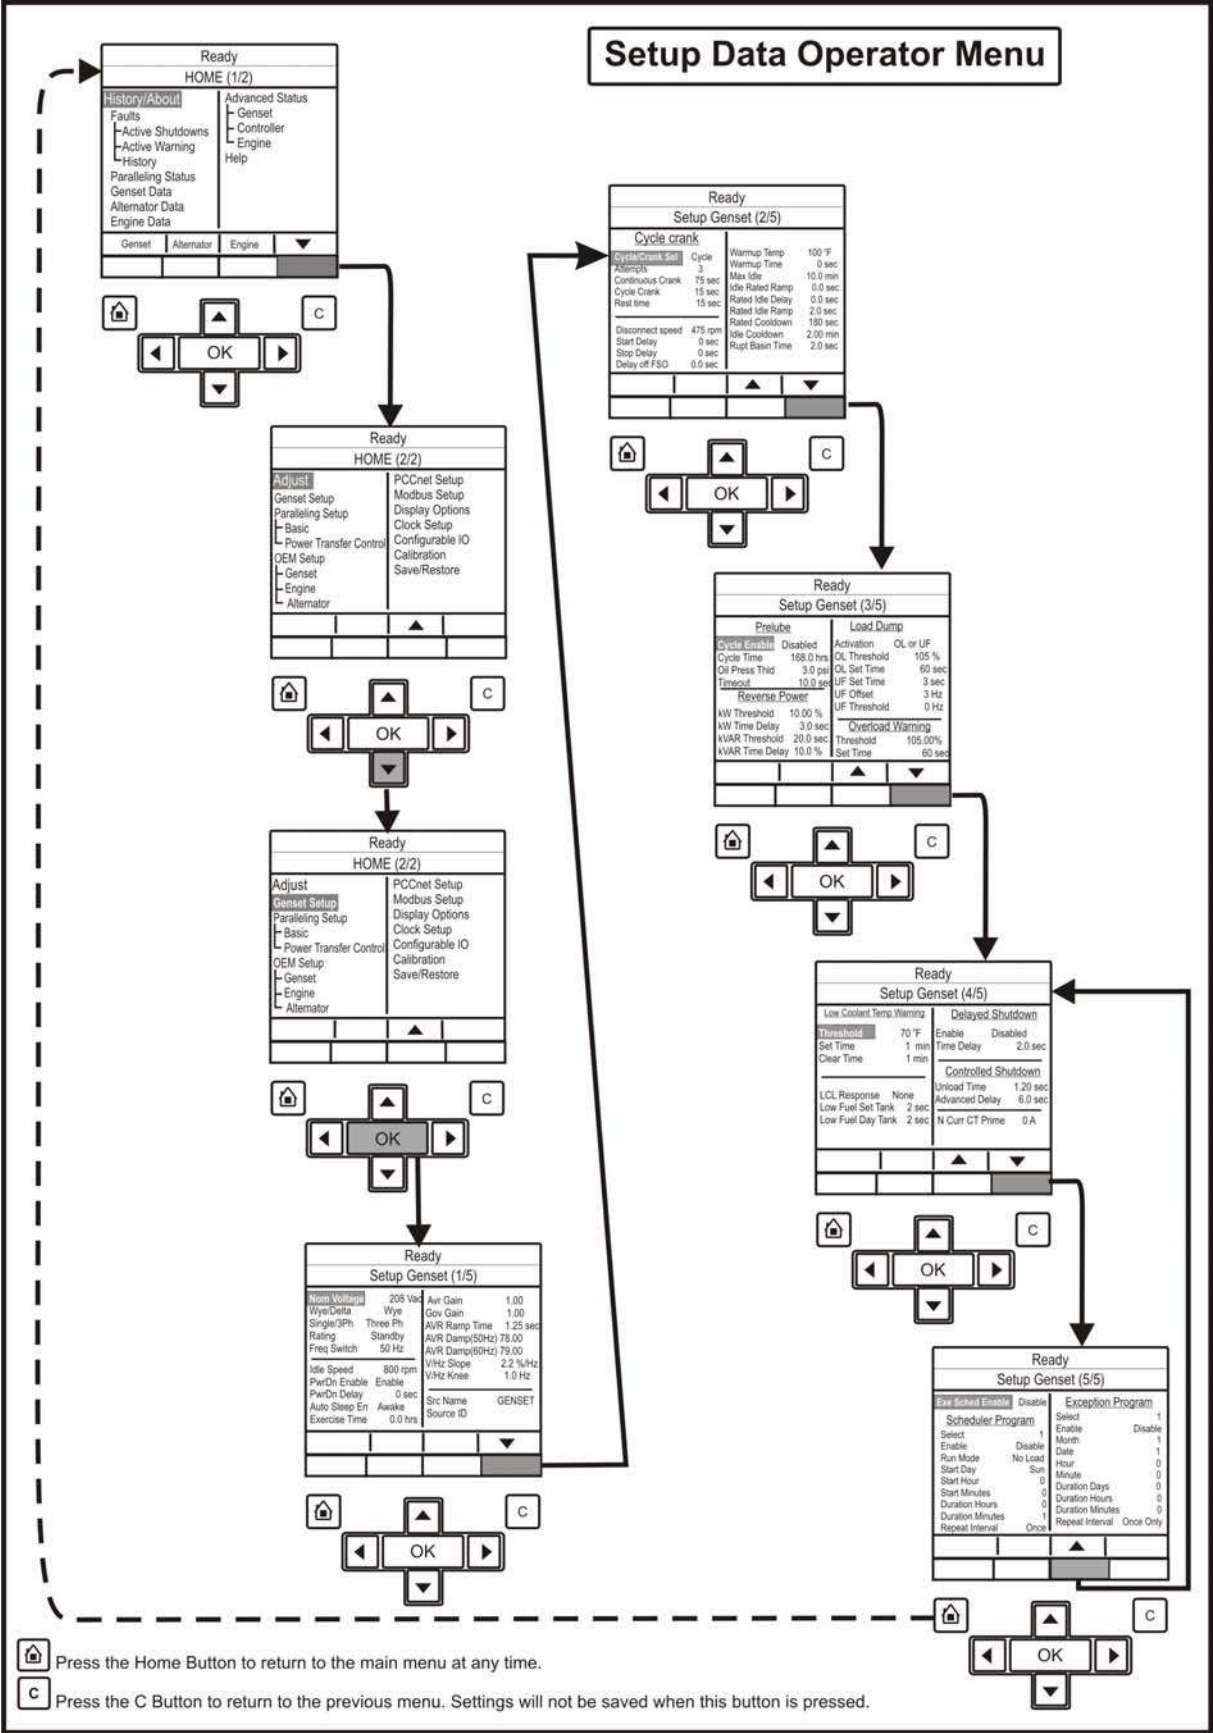 Setup Data Operator Menu
Ready
HOME (1/2)
History/About
Faults
Active Shutdowns
Active Warning
History
Paralleling Status
Genset Data
Alternator Data
Engine Data
Advanced Status
Genset
Controller
Engine
Help
Genset Alternator Engine
C
OK
Ready
HOME (2/2)
Adjust
Genset Setup
Paralleling Setup
Basic
Power Transfer Control
OEM Setup
Genset
Engine
Alternator
PCCnet Setup
Modbus Setup
Display Options
Clock Setup
Configurable IO
Calibration
Save/Restore
C
OK
Ready
HOME (2/2)
Adjust
Genset Setup
Paralleling Setup
Basic
Power Transfer Control
OEM Setup
Genset
Engine
Alternator
PCCnet Setup
Modbus Setup
Display Options
Clock Setup
Configurable IO
Calibration
Save/Restore
C
OK
Ready
Setup Genset (1/5)
Nom Voltage 208 Vac
Wye/Delta Wye
Single/3Ph Three Ph
Rating Standby
Freq Switch 50 Hz
Idle Speed 800 rpm
PwrDn Enable Enable
PwrDn Delay 0 sec
Auto Sleep En Awake
Exercise Time 0.0 hrs
Avr Gain 1.00
Gov Gain 1.00
AVR Ramp Time 1.25 sec
AVR Damp(50Hz) 78.00
AVR Damp(60Hz) 79.00
V/Hz Slope 2.2 %/Hz
V/Hz Knee 1.0 Hz
Src Name GENSET
Source ID
C
OK
Ready
Setup Genset (2/5)
Cycle crank
Cycle/Crank Sel Cycle
Attempts 3
Continuous Crank 75 sec
Cycle Crank 15 sec
Rest time 15 sec
Disconnect speed 475 rpm
Start Delay 0 sec
Stop Delay 0 sec
Delay off FSO 0.0 sec
Warmup Temp 100 °F
Warmup Time 0 sec
Max Idle 10.0 min
Idle Rated Ramp 0.0 sec
Rated Idle Delay 0.0 sec
Rated Idle Ramp 2.0 sec
Rated Cooldown 180 sec
Idle Cooldown 2.00 min
Rupt Basin Time 2.0 sec
C
OK
Ready
Setup Genset (3/5)
Prelube
Cycle Enable Disabled
Cycle Time 168.0 hrs
Oil Press Thld 3.0 psi
Timeout 10.0 sec
Reverse Power
kW Threshold 10.00 %
kW Time Delay 3.0 sec
kVAR Threshold 20.0 sec
kVAR Time Delay 10.0 %
Load Dump
Activation OL or UF
OL Threshold 105 %
OL Set Time 60 sec
UF Set Time 3 sec
UF Offset 3 Hz
UF Threshold 0 Hz
Overload Warning
Threshold 105.00%
Set Time 60 sec
C
OK
Ready
Setup Genset (4/5)
Low Coolant Temp Warning
Threshold 70 °F
Set Time 1 min
Clear Time 1 min
LCL Response None
Low Fuel Set Tank 2 sec
Low Fuel Day Tank 2 sec
Delayed Shutdown
Enable Disabled
Time Delay 2.0 sec
Controlled Shutdown
Unload Time 1.20 sec
Advanced Delay 6.0 sec
N Curr CT Prime 0 A
C
OK
Ready
Setup Genset (5/5)
Exe Sched Enable Disable
Scheduler Program
Select 1
Enable Disable
Run Mode No Load
Start Day Sun
Start Hour 0
Start Minutes 0
Duration Hours 0
Duration Minutes 1
Repeat Interval Once
Exception Program
Select 1
Enable Disable
Month 1
Date 1
Hour 0
Minute 0
Duration Days 0
Duration Hours 0
Duration Minutes 0
Repeat Interval Once Only
C
OK
Press the Home Button to return to the main menu at any time.
C Press the C Button to return to the previous menu. Settings will not be saved when this button is pressed.